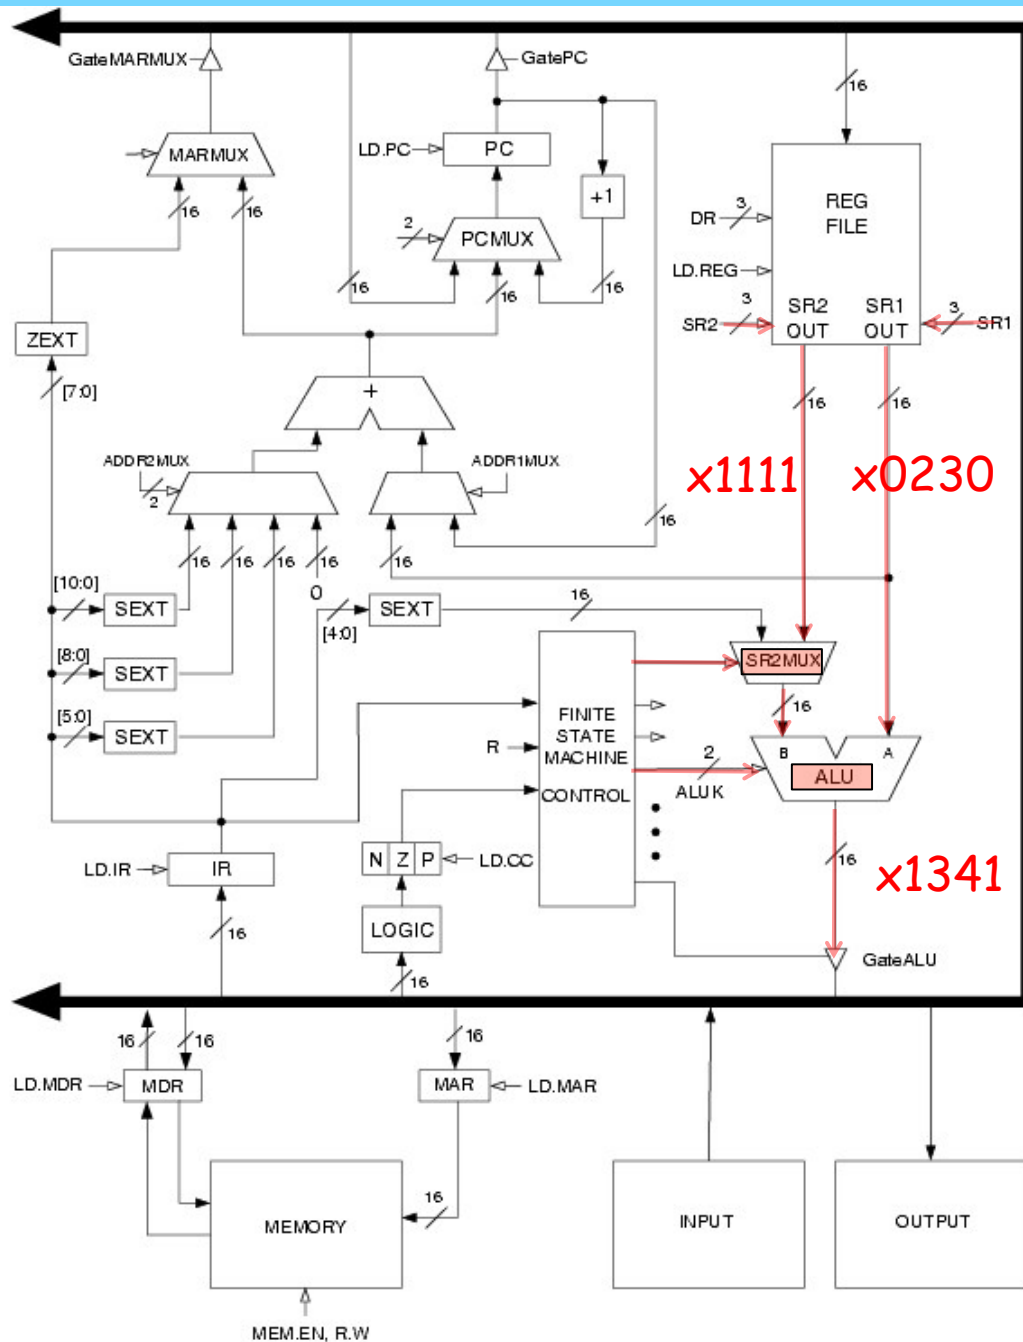 GateMARMUX
GatePC
16
MARMUX
LD.PC
PC
16
16
+1
REG
FILE
3
DR
2
PCMUX
LD.REG
16
16
16
ZEXT
SR2
3
SR2
OUT
SR1
OUT
3
SR1
[7:0]
+
16
16
ADDR2MUX
2
ADDR1MUX
x1111
x0230
16
16
16
16
16
16
0
[10:0]
SEXT
[4:0]
SEXT
16
[8:0]
SEXT
SR2MUX
[5:0]
SEXT
16
FINITE
STATE
MACHINE
CONTROL
R
2
ALUK
B
A
ALU
LD.IR
IR
N Z P
LD.CC
16
x1341
16
LOGIC
16
GateALU
16
16
16
LD.MDR
MDR
MAR
LD.MAR
16
MEMORY
INPUT
OUTPUT
MEM.EN, R.W